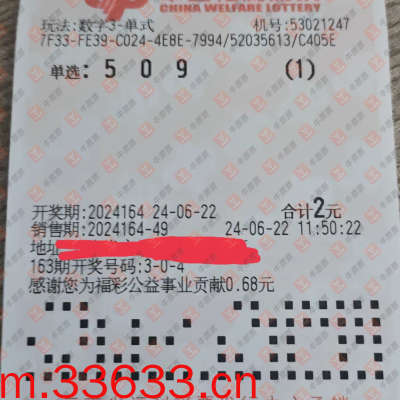 CHINA WELFARE LOTTERY
玩法:数字3-单式 机号:53021247
7F33-FE39-C024-4E8E-7994/52035613/C405E
单选: 5 0 9 (1)
开奖期:2024164 24-06-22 合计2元
销售期:2024164-49 24-06-22 11:50:22
地址
163期开奖号码:3-0-4
感谢您为福彩公益事业贡献0.68元
m.33633.cn